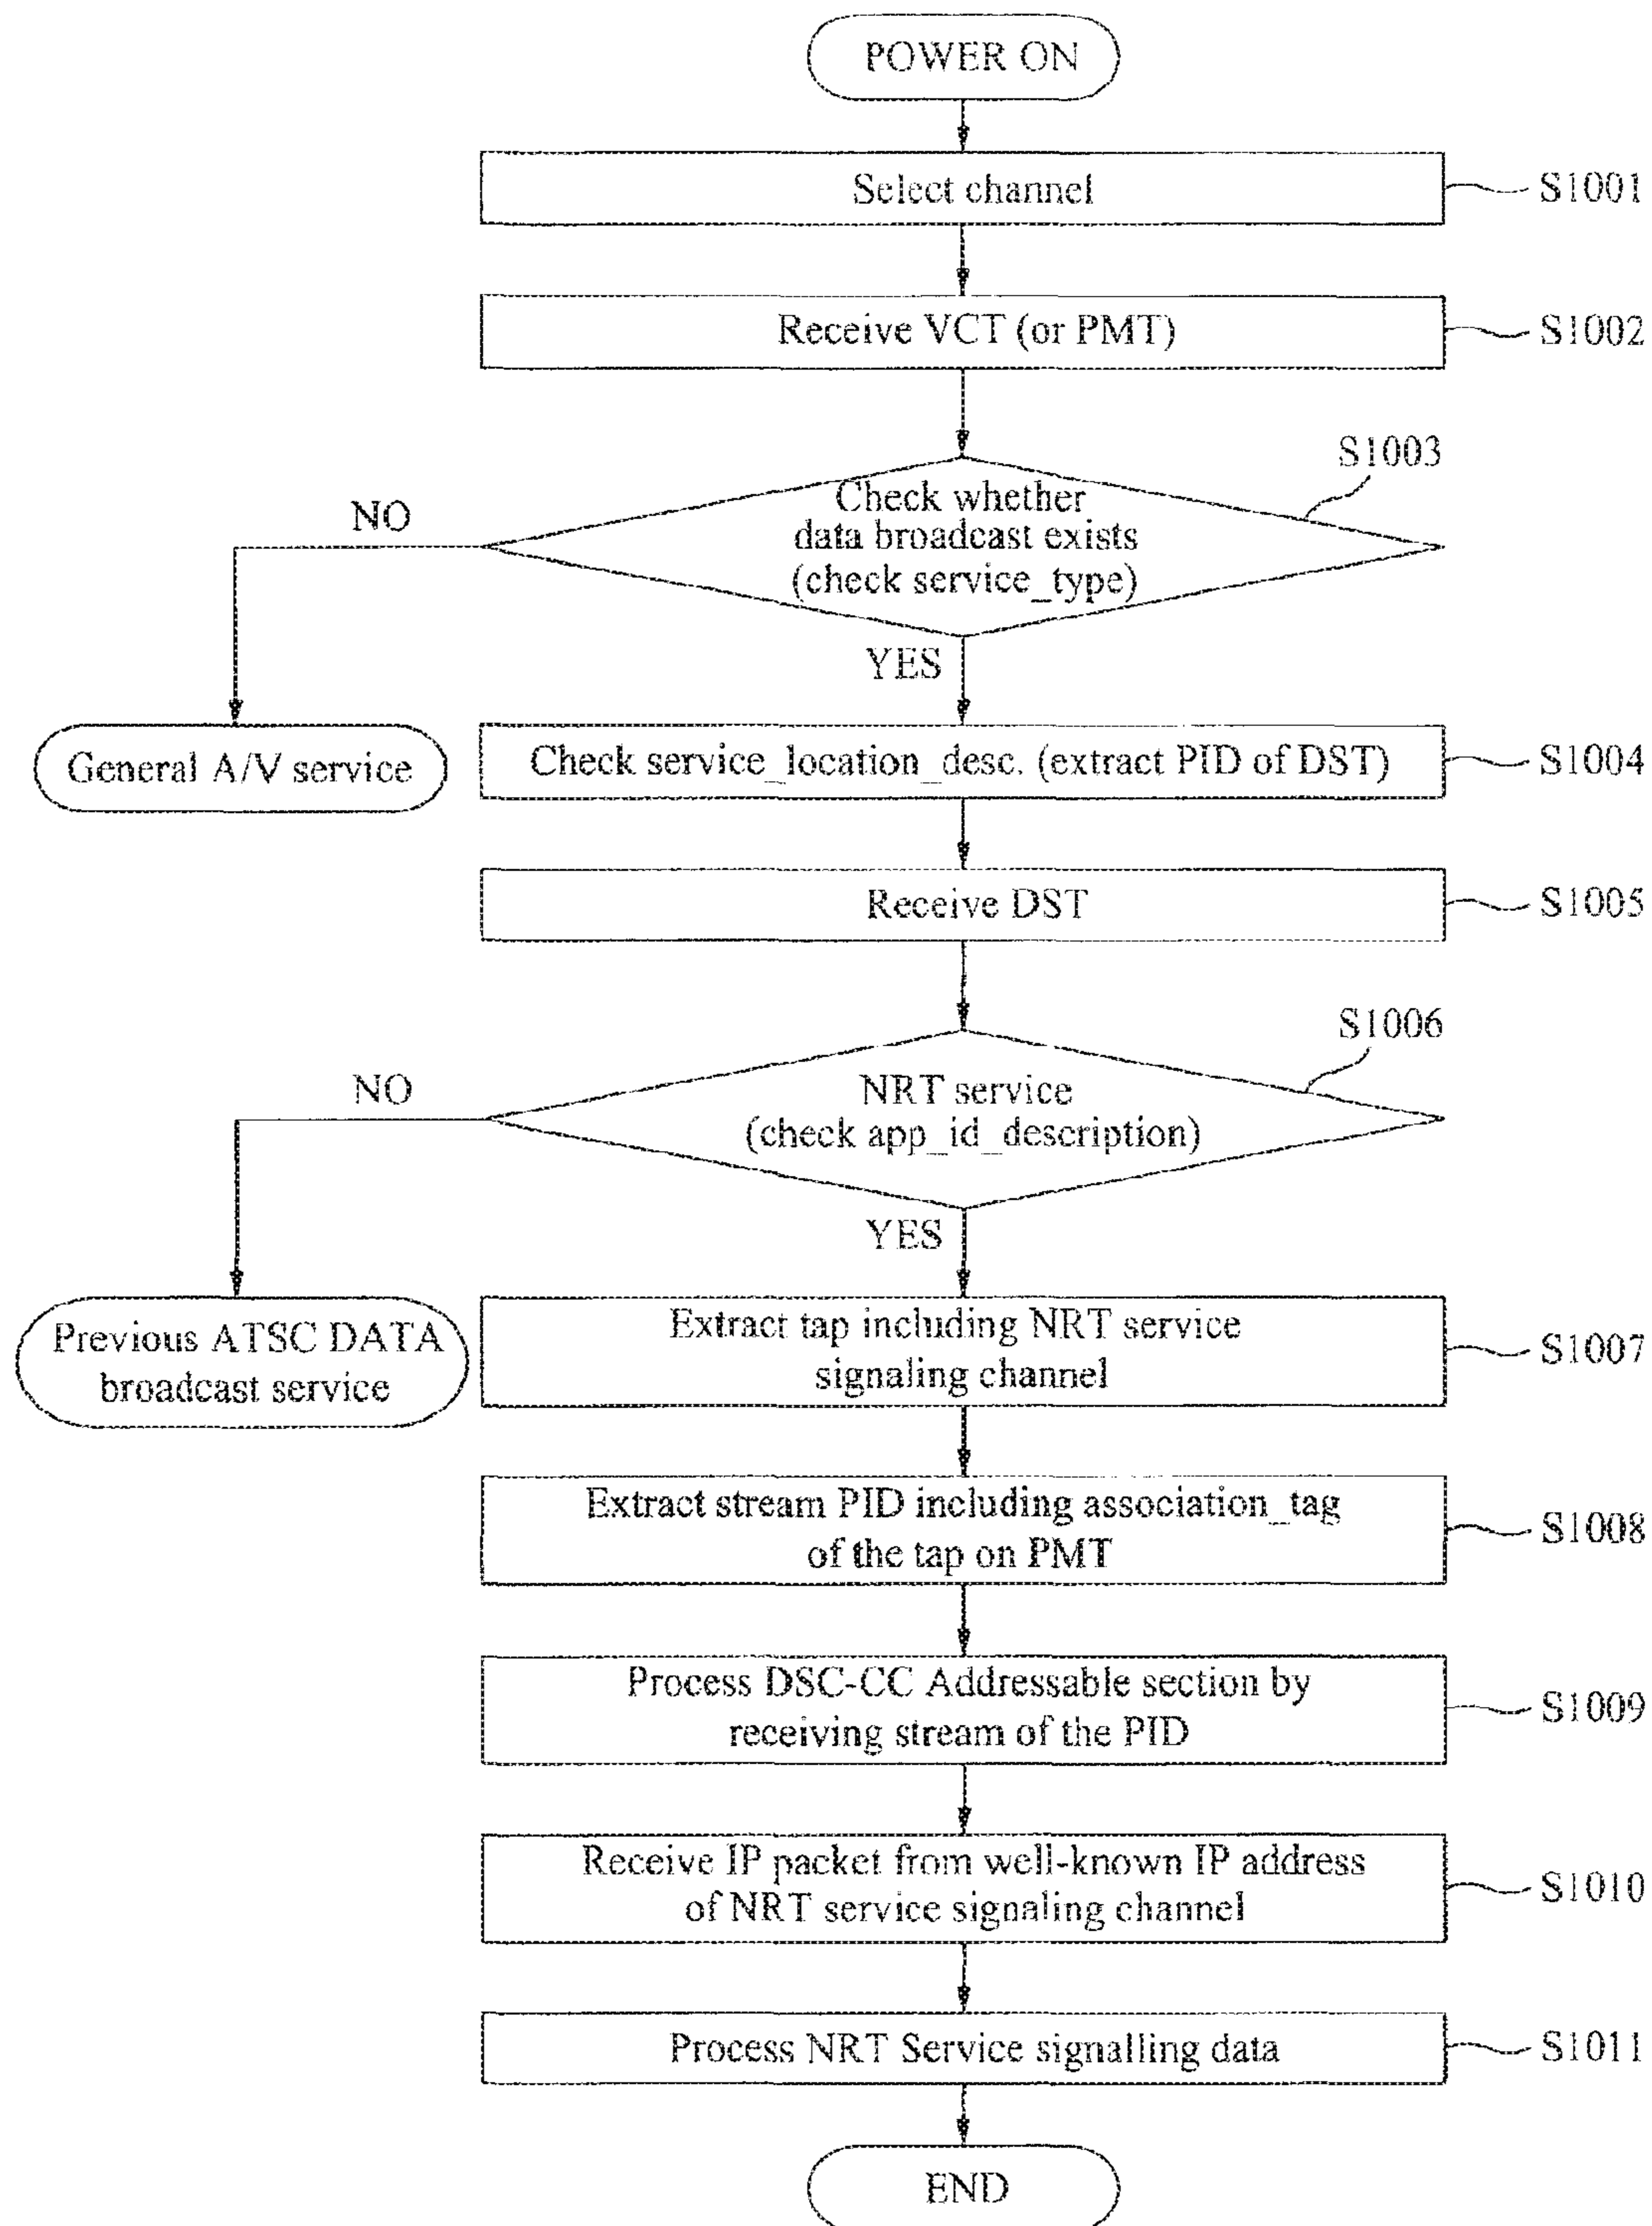 POWER ON
Select channel
S1001
Receive VCT (or PMT)
S1002
S1003
Check whether
data broadcast exists
(check service_type)
NO
YES
General A/V service
Check service_location_desc. (extract PID of DST)
S1004
Receive DST
S1005
S1006
NRT service
(check app_id_description)
NO
YES
Previous ATSC DATA
broadcast service
Extract tap including NRT service
signaling channel
S1007
Extract stream PID including association_tag
of the tap on PMT
S1008
Process DSC-CC Addressable section by
receiving stream of the PID
S1009
Receive IP packet from well-known IP address
of NRT service signaling channel
S1010
Process NRT Service signalling data
S1011
END